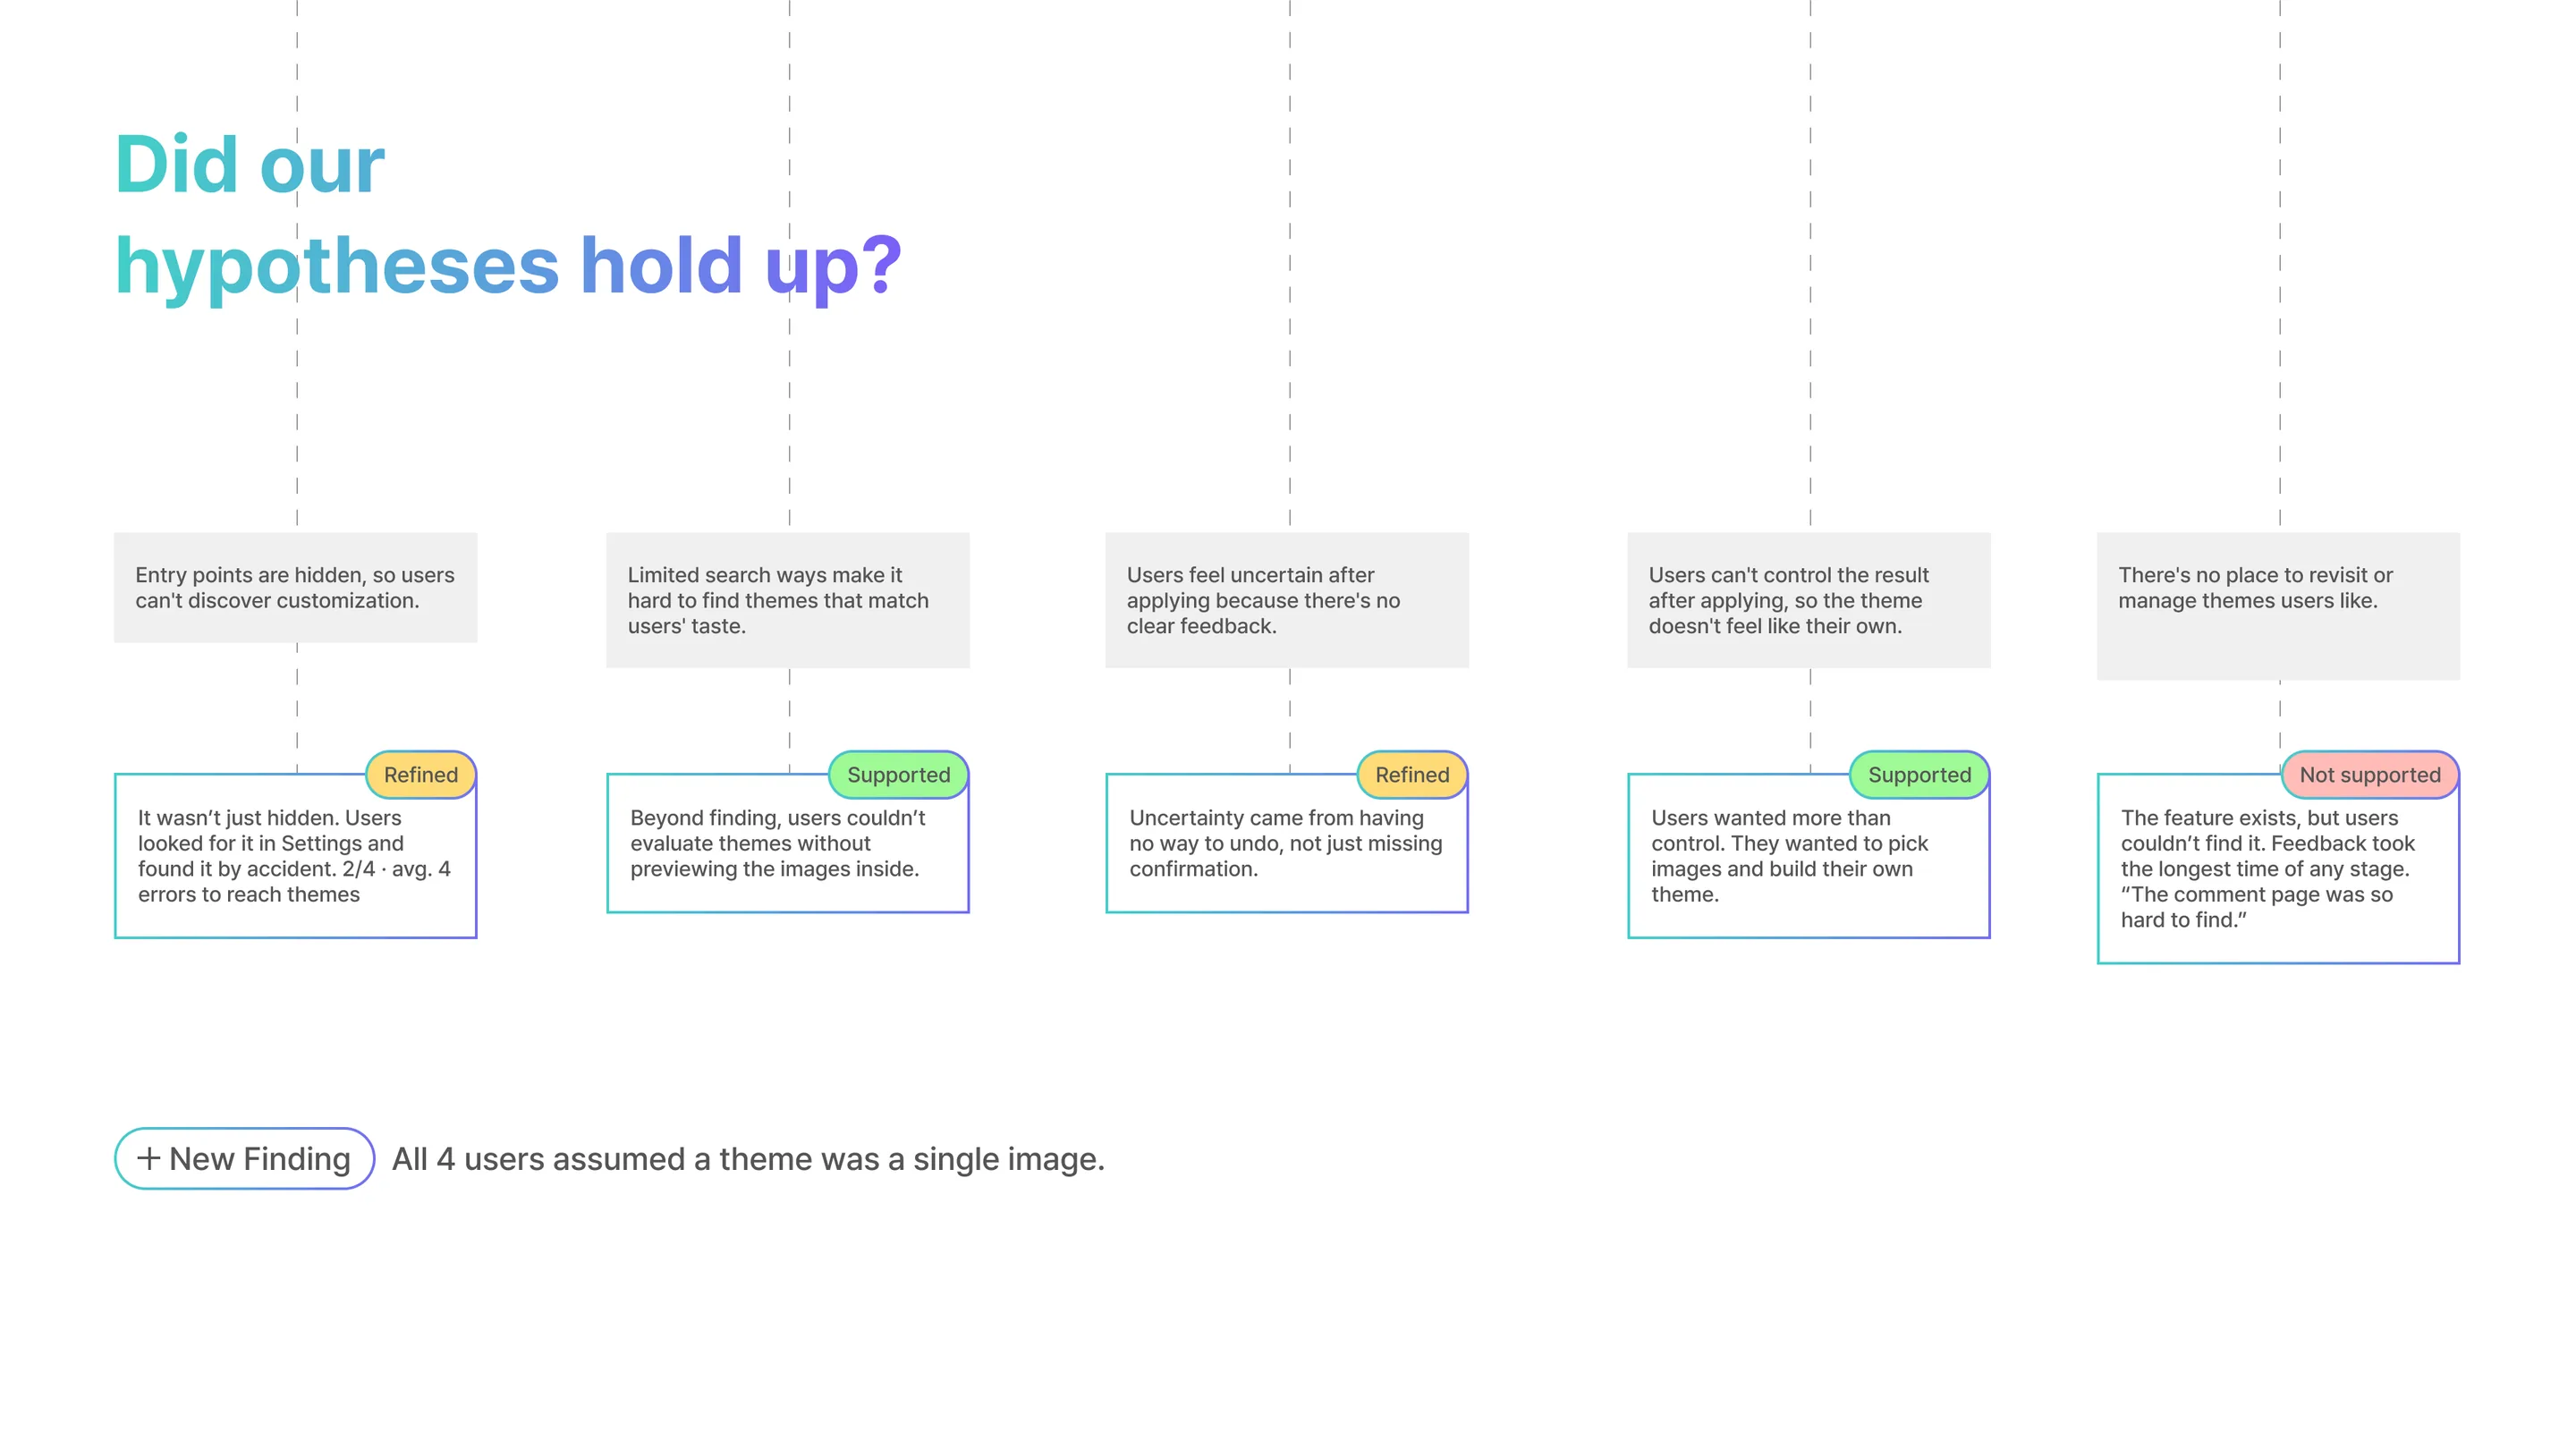 Did our
hypotheses hold up?
Entry points are hidden, so users
can't discover customization.
Limited search ways make it
hard to find themes that match
users' taste.
Users feel uncertain after
applying because there's no
clear feedback.
Users can't control the result
after applying, so the theme
doesn't feel like their own.
There's no place to revisit or
manage themes users like.
Refined
It wasn’t just hidden. Users
looked for it in Settings and
found it by accident. 2/4 · avg. 4
errors to reach themes
Supported
Beyond finding, users couldn’t
evaluate themes without
previewing the images inside.
Refined
Uncertainty came from having
no way to undo, not just missing
confirmation.
Supported
Users wanted more than
control. They wanted to pick
images and build their own
theme.
Not supported
The feature exists, but users
couldn’t find it. Feedback took
the longest time of any stage.
“The comment page was so
hard to find.”
+ New Finding All 4 users assumed a theme was a single image.